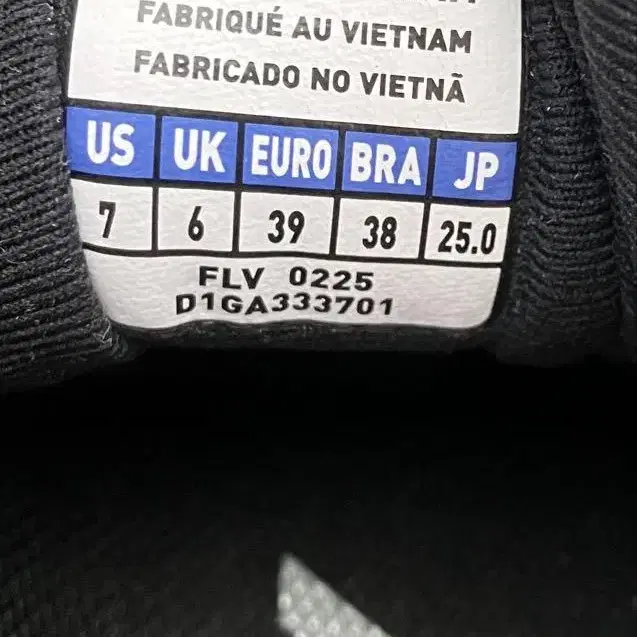 FABRIQUÉ AU VIETNAM
FABRICADO NO VIETNÃ
US UK EURO BRA JP
7 6 39 38 25.0
FLV 0225
D1GA333701